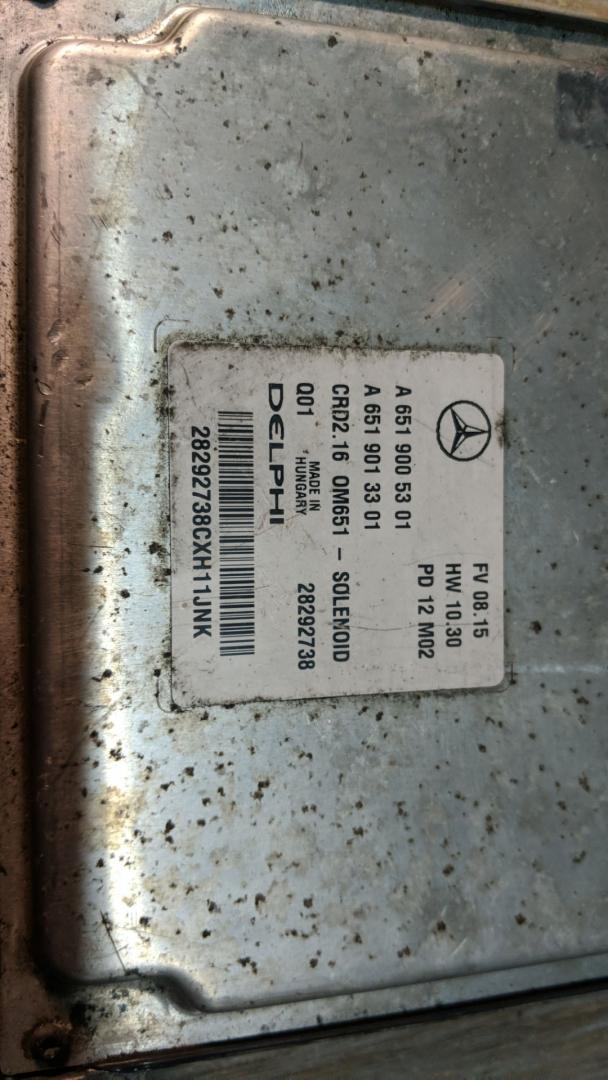 FV 08.15
HW 10.30
A 651 900 53 01 PD 12 M02
A 651 901 33 01
CRD2.16 OM651 - SOLENOID
Q01 MADE IN HUNGARY 28292738
DELPHI
28292738CXH11JNK